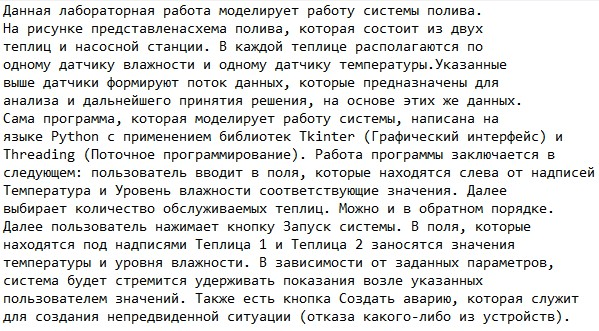 Данная лабораторная работа моделирует работу системы полива.
На рисунке представленасхема полива, которая состоит из двух
теплиц и насосной станции. В каждой теплице располагаются по
одному датчику влажности и одному датчику температуры.Указанные
выше датчики формируют поток данных, которые предназначены для
анализа и дальнейшего принятия решения, на основе этих же данных.
Сама программа, которая моделирует работу системы, написана на
языке Python с применением библиотек Tkinter (Графический интерфейс) и
Threading (Поточное программирование). Работа программы заключается в
следующем: пользователь вводит в поля, которые находятся слева от надписей
Температура и Уровень влажности соответствующие значения. Далее
выбирает количество обслуживаемых теплиц. Можно и в обратном порядке.
Далее пользователь нажимает кнопку Запуск системы. В поля, которые
находятся под надписями Теплица 1 и Теплица 2 заносятся значения
температуры и уровня влажности. В зависимости от заданных параметров,
система будет стремится удерживать показания возле указанных
пользователем значений. Также есть кнопка Создать аварию, которая служит
для создания непредвиденной ситуации (отказа какого-либо из устройств).